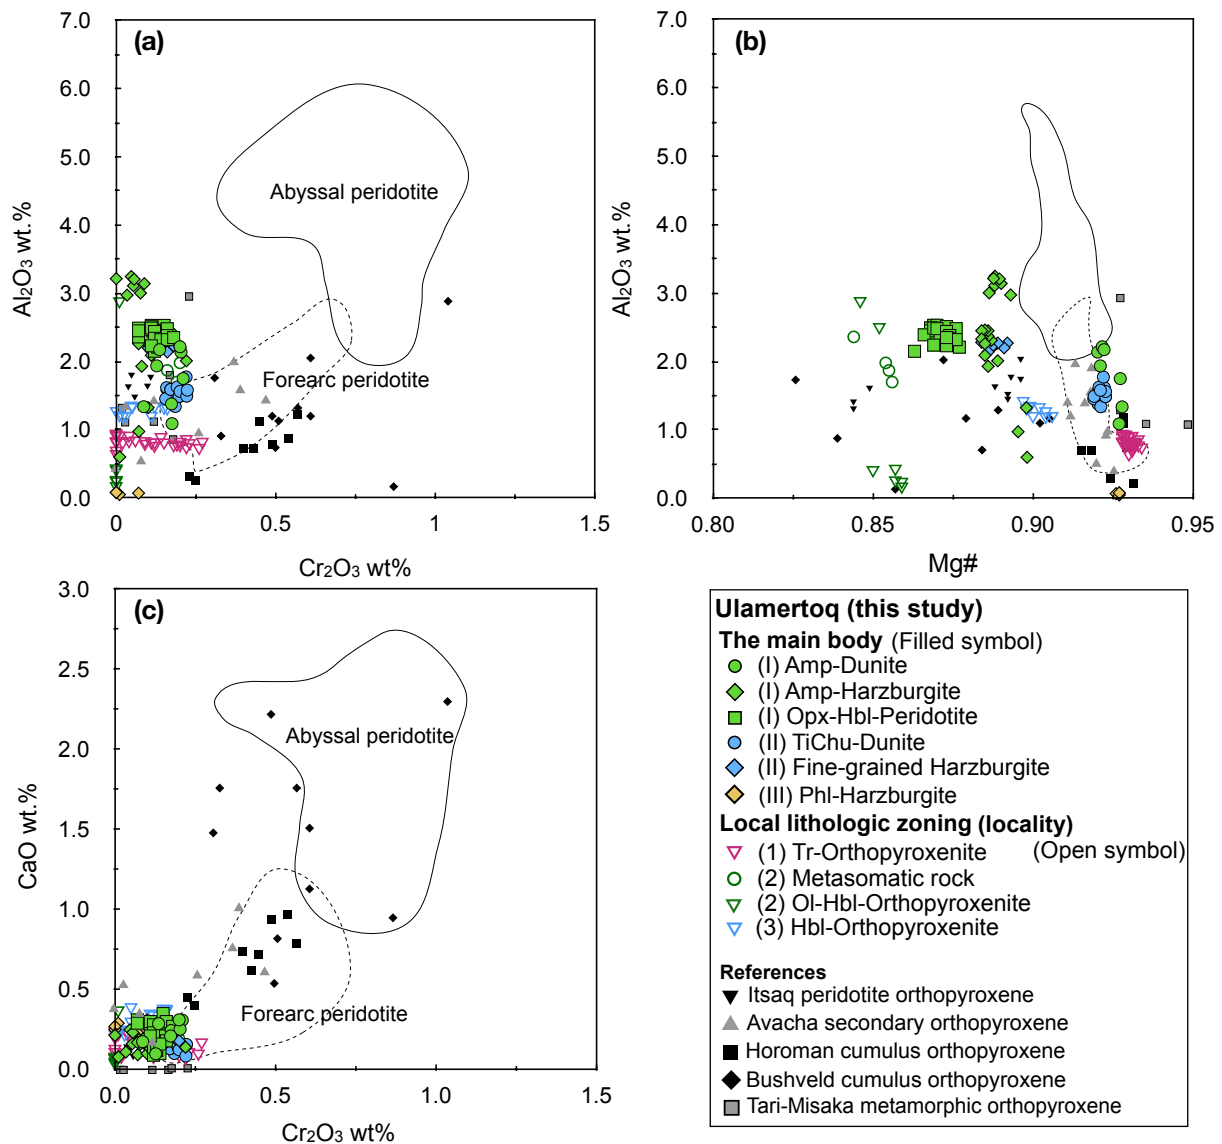 (a)
7.0
6.0
5.0
4.0
3.0
2.0
1.0
0.0
Al2O3 wt.%
Abyssal peridotite
Forearc peridotite
0
0.5
1
1.5
Cr2O3 wt%
(b)
7.0
6.0
5.0
4.0
3.0
2.0
1.0
0.0
Al2O3 wt.%
0.80
0.85
0.90
0.95
Mg#
(c)
3.0
2.5
2.0
1.5
1.0
0.5
0.0
CaO wt.%
Abyssal peridotite
Forearc peridotite
0.0
0.5
1.0
1.5
Cr2O3 wt%
Ulamertoq (this study)
The main body (Filled symbol)
(I) Amp-Dunite
(I) Amp-Harzburgite
(I) Opx-Hbl-Peridotite
(II) TiChu-Dunite
(II) Fine-grained Harzburgite
(III) Phl-Harzburgite
Local lithologic zoning (locality)
(1) Tr-Orthopyroxenite (Open symbol)
(2) Metasomatic rock
(2) Ol-Hbl-Orthopyroxenite
(3) Hbl-Orthopyroxenite
References
Itsaq peridotite orthopyroxene
Avacha secondary orthopyroxene
Horoman cumulus orthopyroxene
Bushveld cumulus orthopyroxene
Tari-Misaka metamorphic orthopyroxene